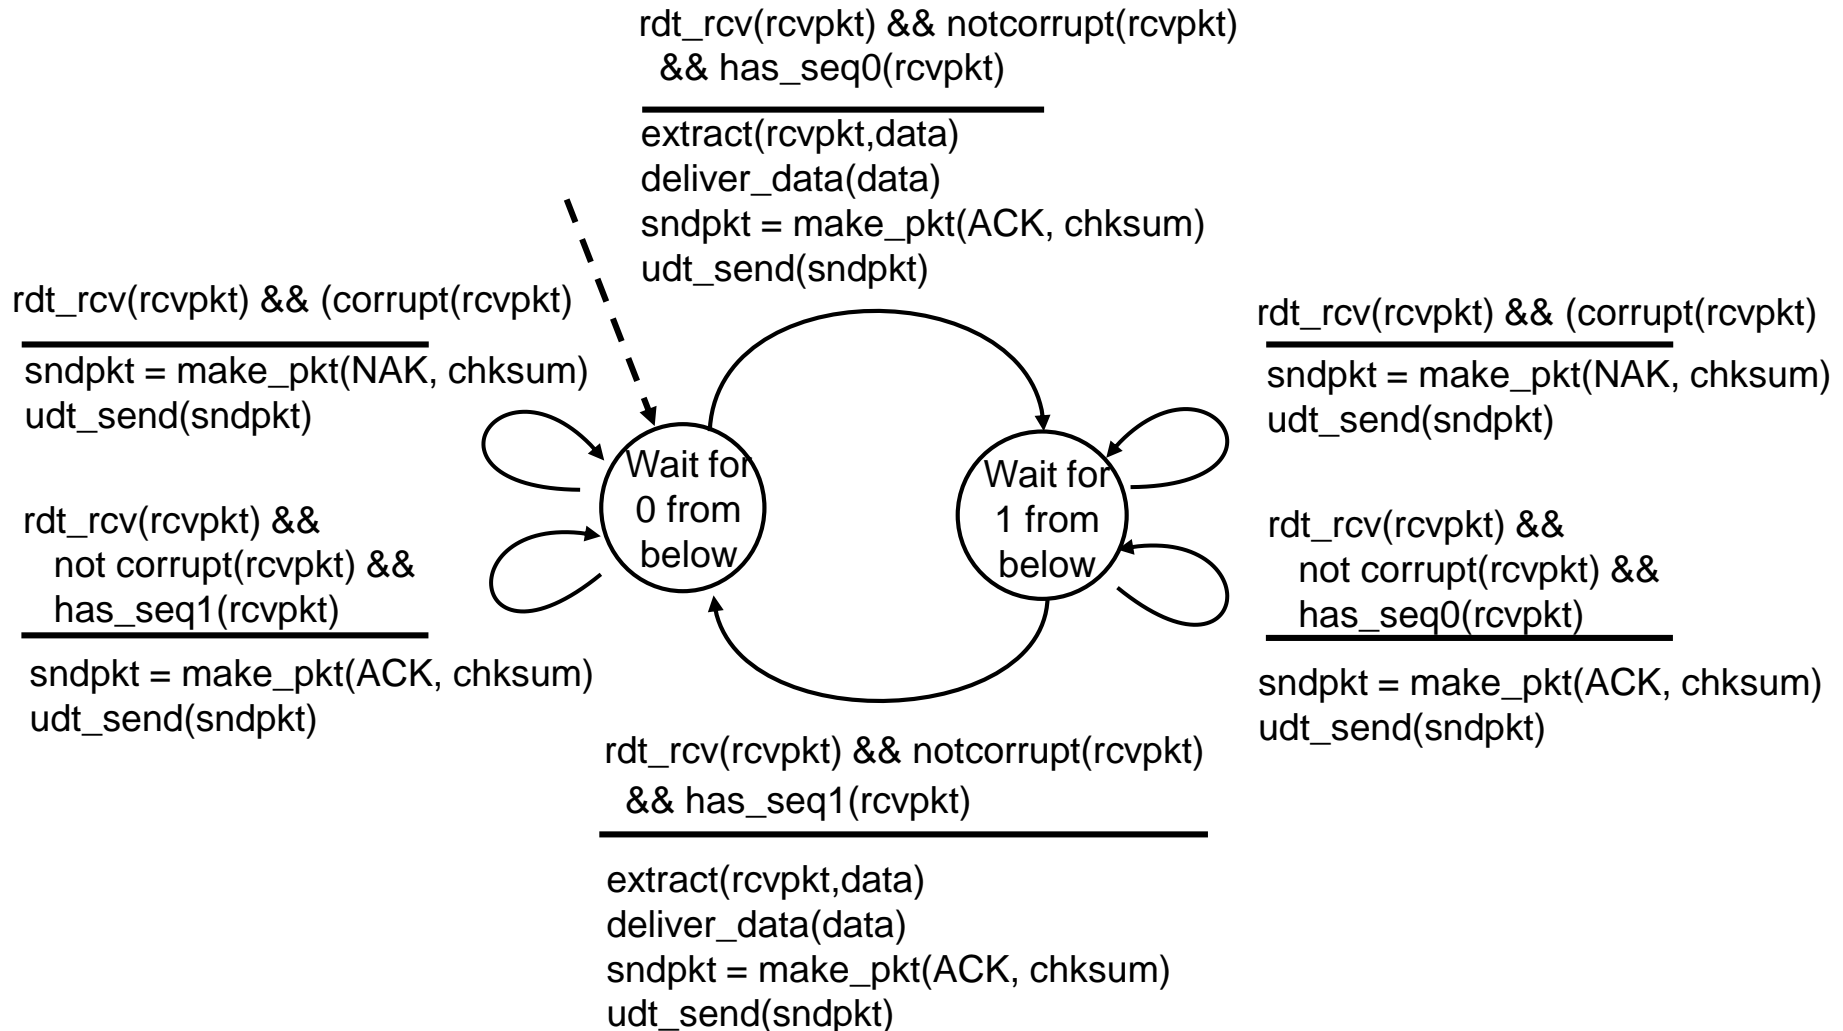 rdt_rcv(rcvpkt) && notcorrupt(rcvpkt)
&& has_seq0(rcvpkt)
extract(rcvpkt,data)
deliver_data(data)
sndpkt = make_pkt(ACK, chksum)
udt_send(sndpkt)
rdt_rcv(rcvpkt) && (corrupt(rcvpkt)
sndpkt = make_pkt(NAK, chksum)
udt_send(sndpkt)
rdt_rcv(rcvpkt) &&
not corrupt(rcvpkt) &&
has_seq1(rcvpkt)
sndpkt = make_pkt(ACK, chksum)
udt_send(sndpkt)
Wait for
0 from
below
Wait for
1 from
below
rdt_rcv(rcvpkt) && (corrupt(rcvpkt)
sndpkt = make_pkt(NAK, chksum)
udt_send(sndpkt)
rdt_rcv(rcvpkt) &&
not corrupt(rcvpkt) &&
has_seq0(rcvpkt)
sndpkt = make_pkt(ACK, chksum)
udt_send(sndpkt)
rdt_rcv(rcvpkt) && notcorrupt(rcvpkt)
&& has_seq1(rcvpkt)
extract(rcvpkt,data)
deliver_data(data)
sndpkt = make_pkt(ACK, chksum)
udt_send(sndpkt)